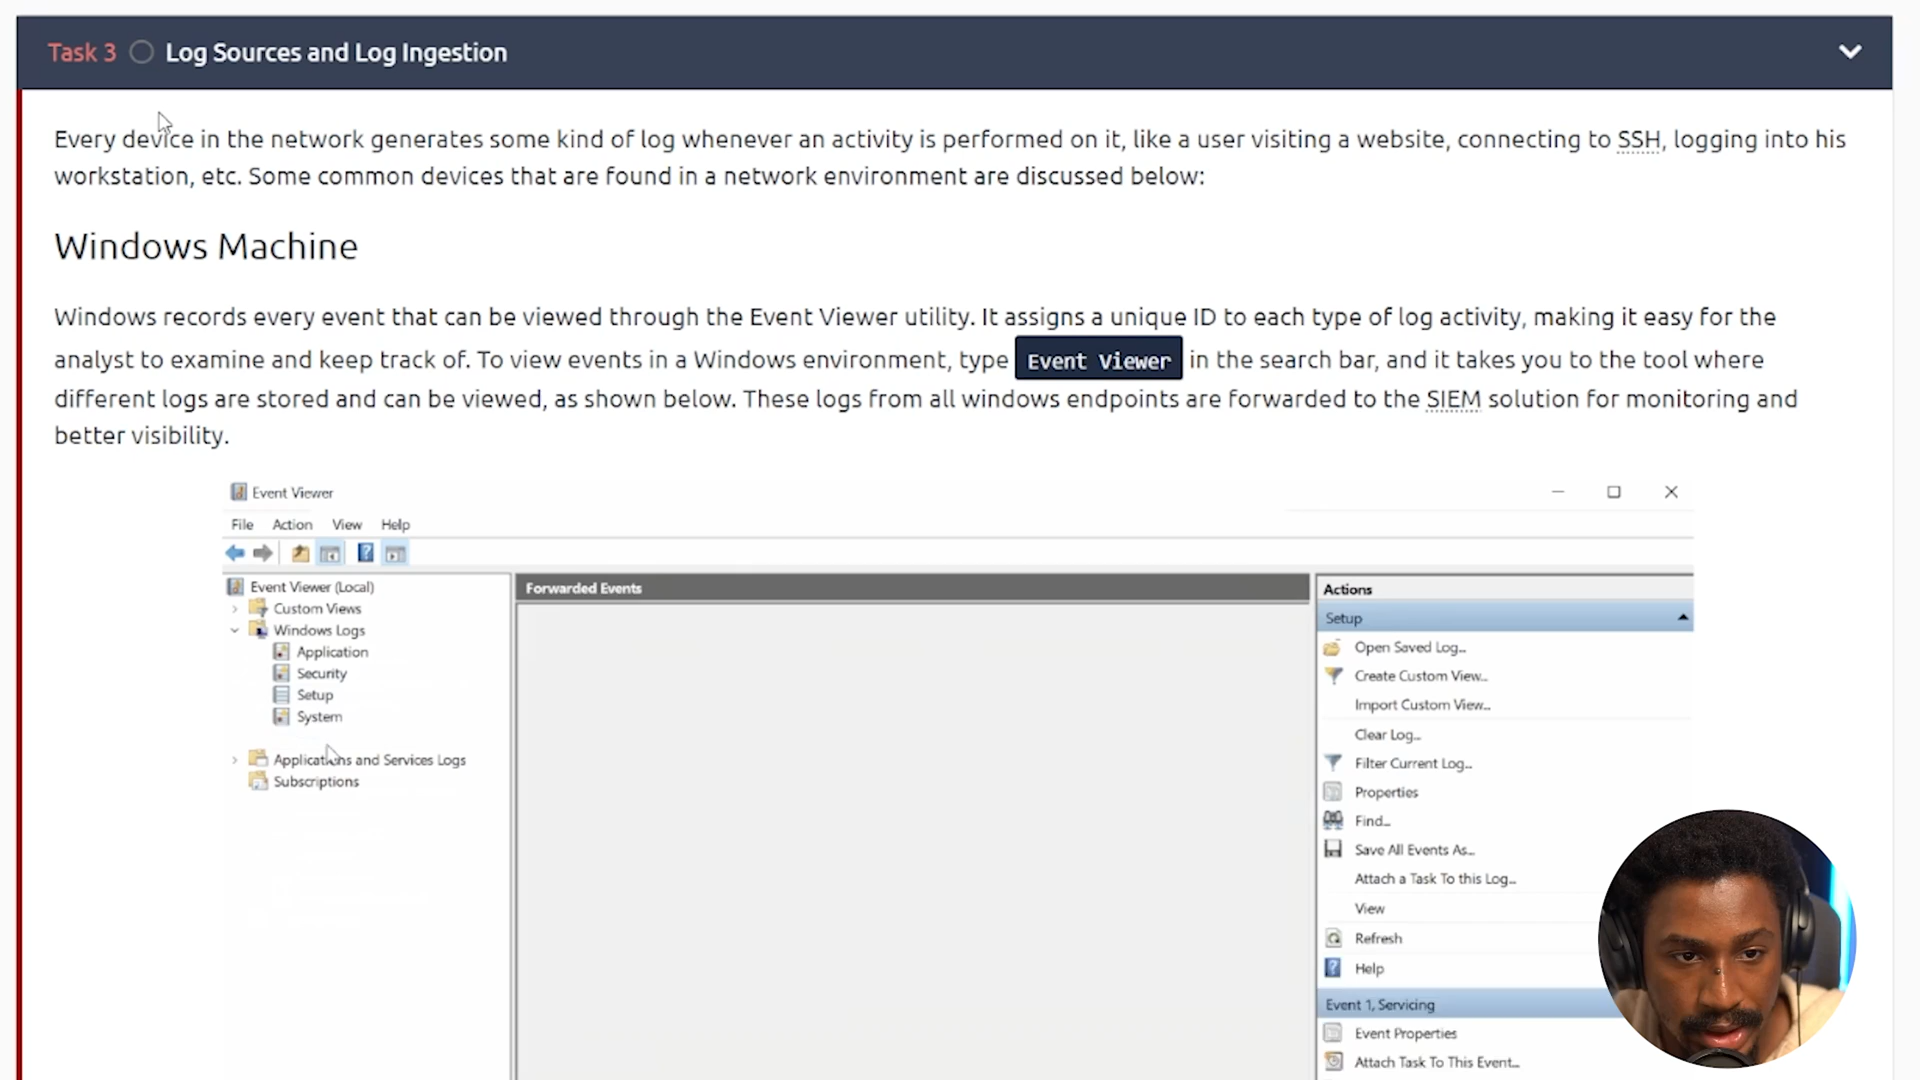 Task 3 Log Sources and Log Ingestion
Every device in the network generates some kind of log whenever an activity is performed on it, like a user visiting a website, connecting to SSH, logging into his
workstation, etc. Some common devices that are found in a network environment are discussed below:
Windows Machine
Windows records every event that can be viewed through the Event Viewer utility. It assigns a unique ID to each type of log activity, making it easy for the
analyst to examine and keep track of. To view events in a Windows environment, type Event Viewer in the search bar, and it takes you to the tool where
different logs are stored and can be viewed, as shown below. These logs from all windows endpoints are forwarded to the SIEM solution for monitoring and
better visibility.
Event Viewer
File Action View Help
Event Viewer (Local)
Custom Views
Windows Logs
Application
Security
Setup
System
Applications and Services Logs
Subscriptions
Forwarded Events
Actions
Setup
Open Saved Log...
Create Custom View...
Import Custom View...
Clear Log...
Filter Current Log...
Properties
Find...
Save All Events As...
Attach a Task To this Log...
View
Refresh
Help
Event 1, Servicing
Event Properties
Attach Task To This Event...